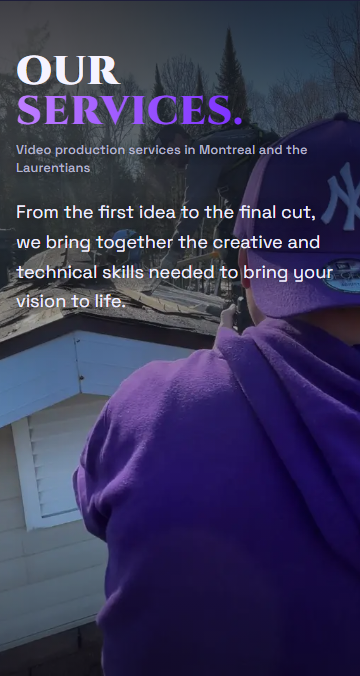 OUR
SERVICES.
Video production services in Montreal and the
Laurentians
From the first idea to the final cut,
we bring together the creative and
technical skills needed to bring your
vision to life.
NY